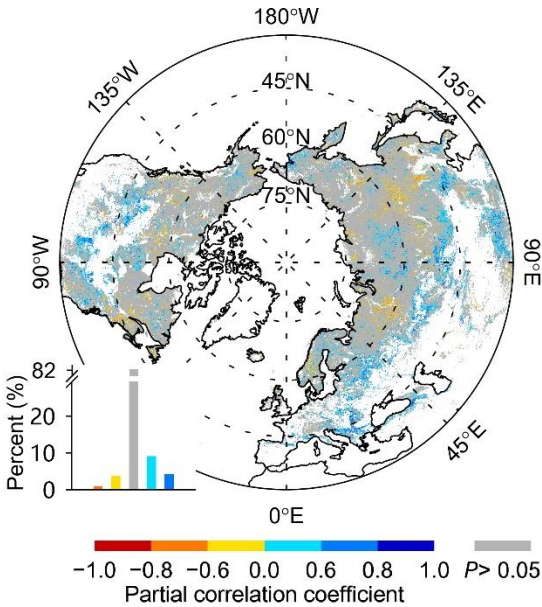 180°W
135°W
45°N
135°E
60°N
75°N
90°W
90°E
82
20
10
0
Percent (%)
45°E
0°E
−1.0 −0.8 −0.6 0.0 0.6 0.8 1.0 P> 0.05
Partial correlation coefficient